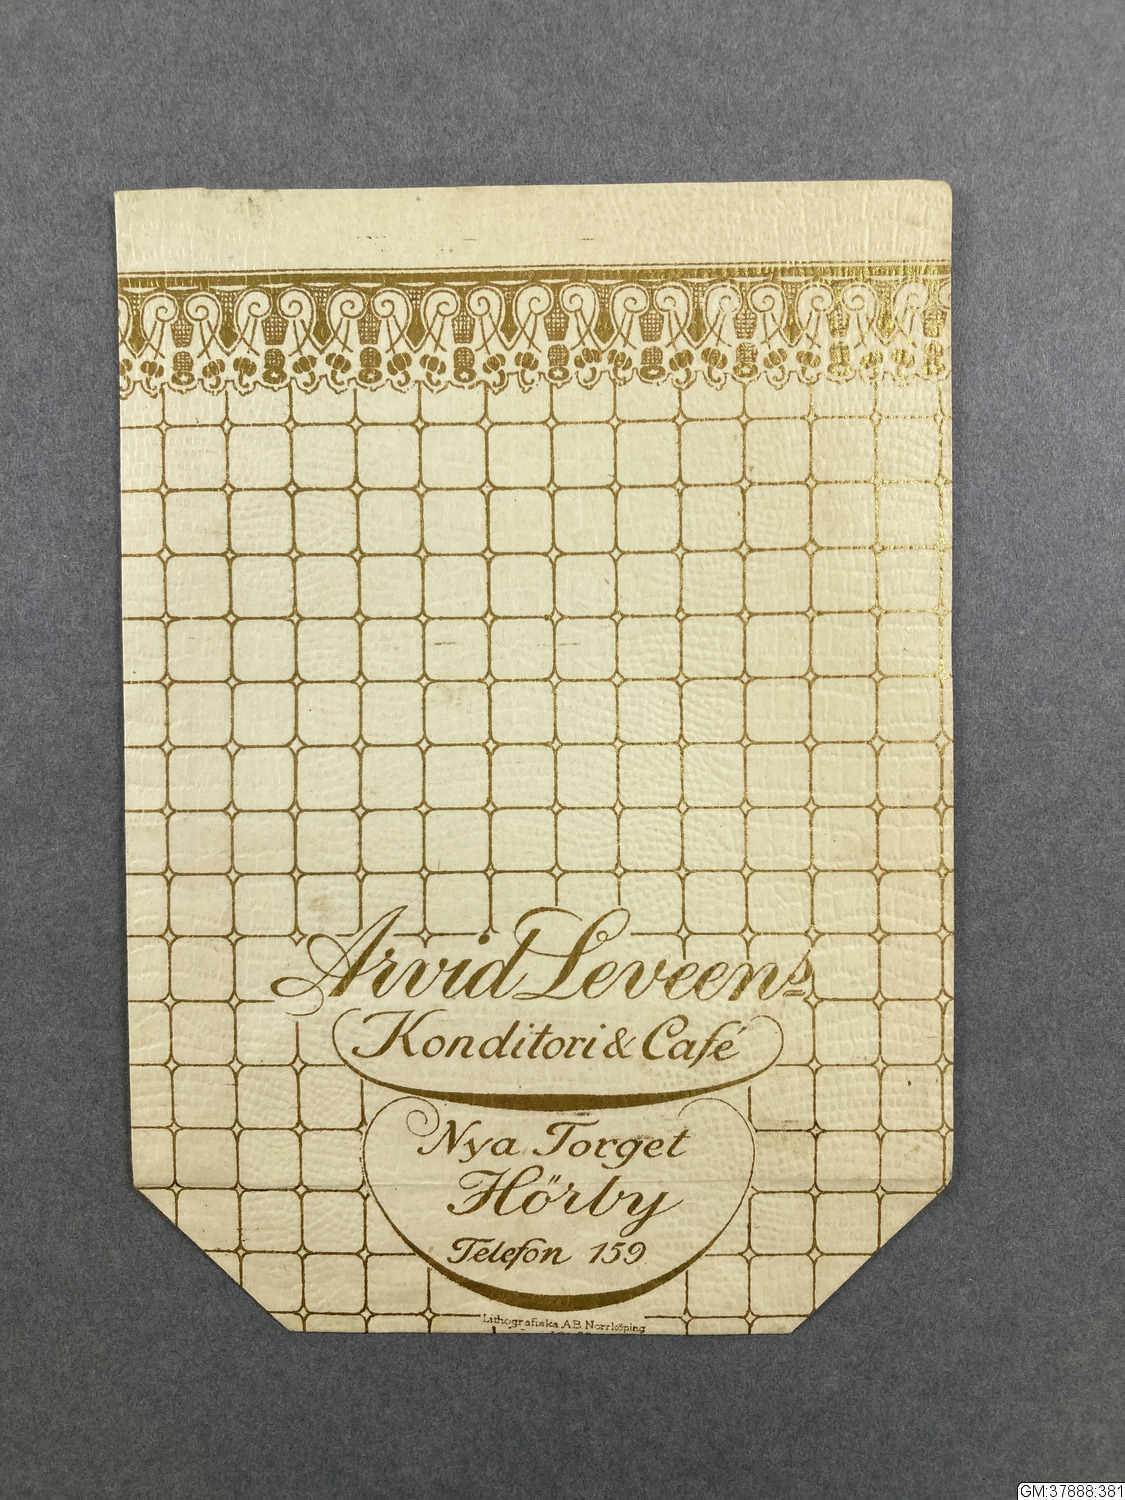 Arvid Leveens
Konditori & Café
Nya Torget
Hörby
Telefon 159
Lithografiska A.B. Norrköping
GM:37888:381